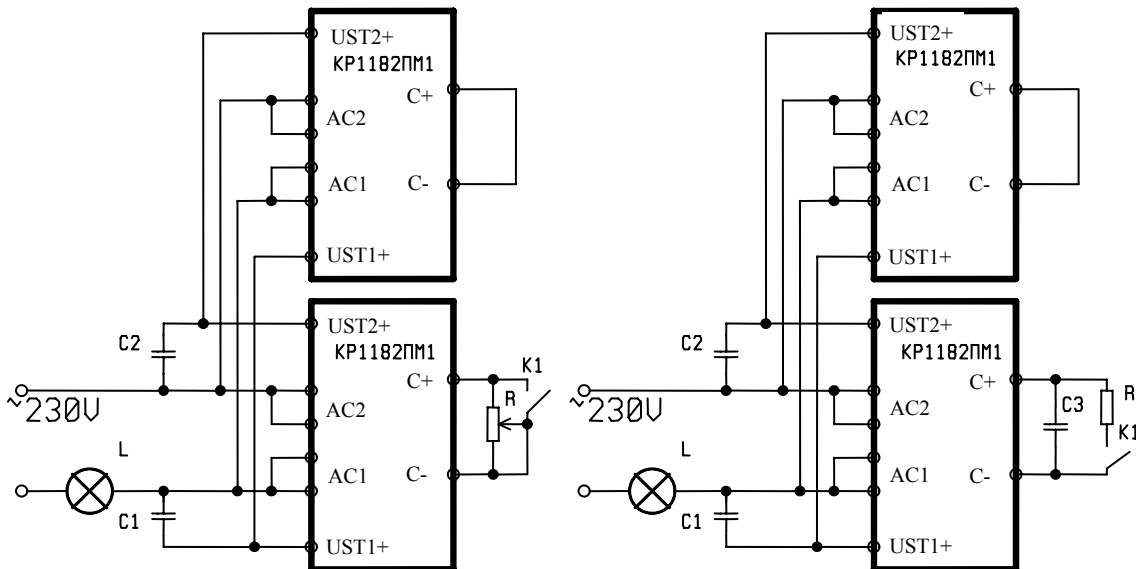 UST2+
КР1182ПМ1
C+
AC2
AC1
C-
UST1+
UST2+
C2
КР1182ПМ1
C+
K1
R
~230V
AC2
L
AC1
C-
C1
UST1+
UST2+
КР1182ПМ1
C+
AC2
AC1
C-
UST1+
UST2+
C2
КР1182ПМ1
C+
R
C3
~230V
AC2
K1
L
AC1
C-
C1
UST1+